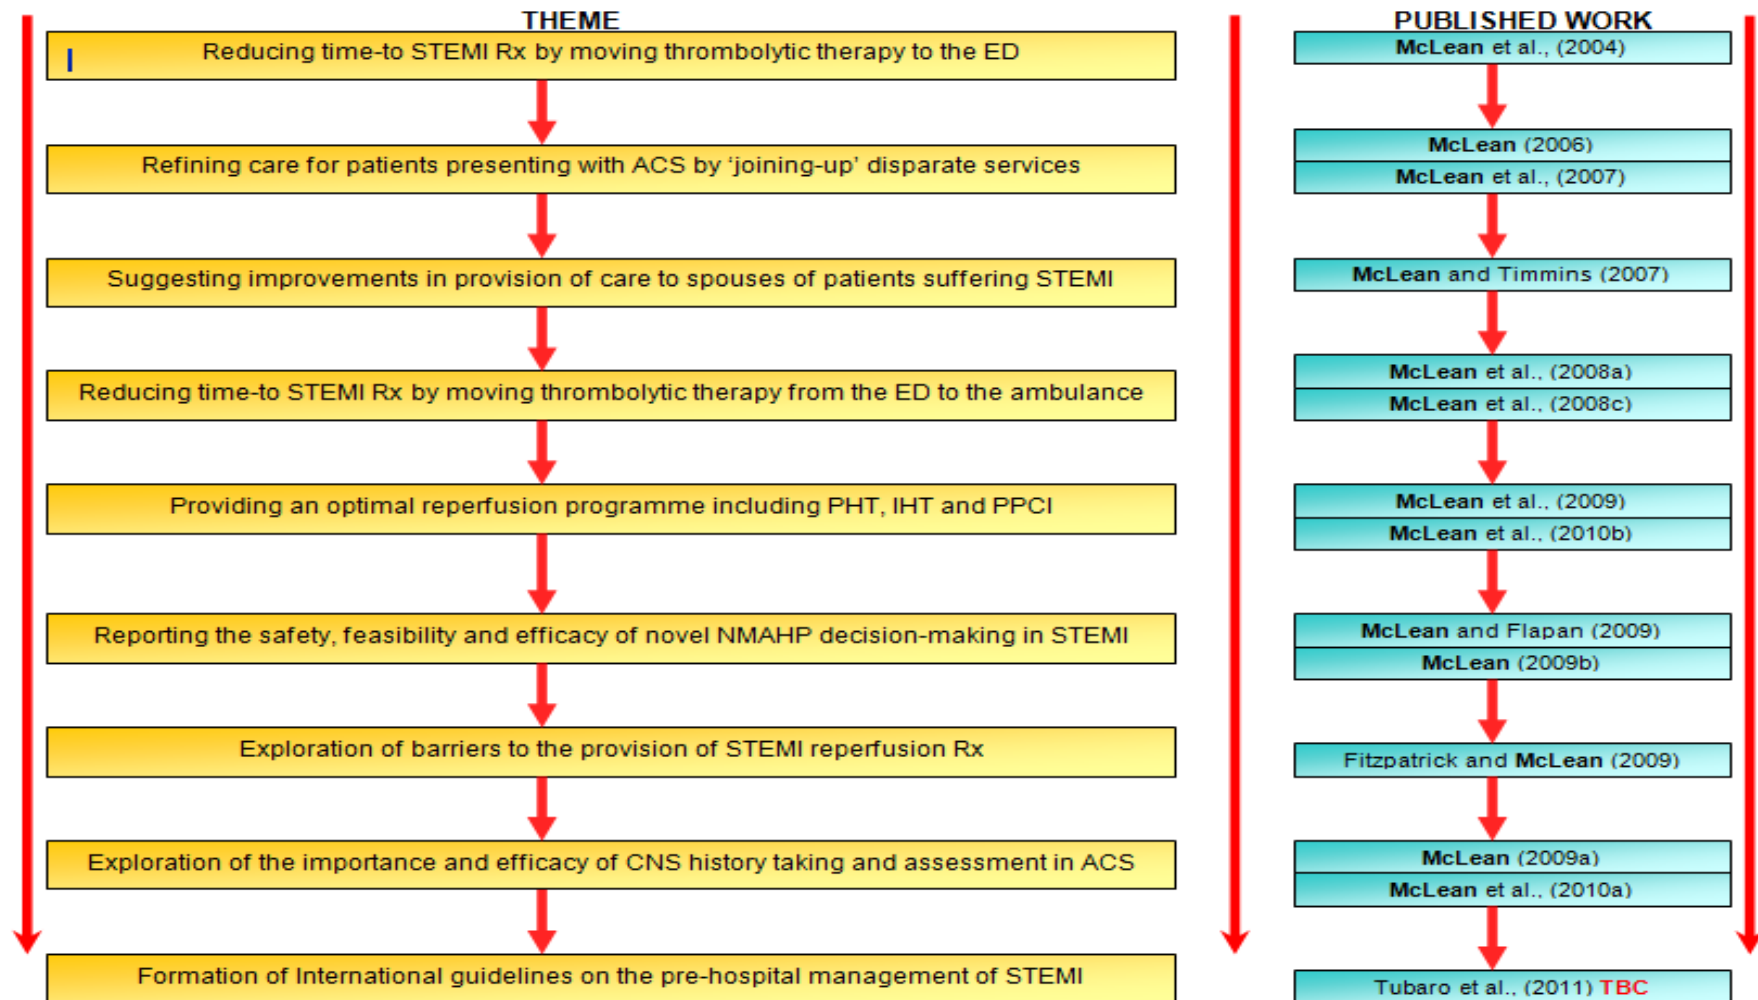 THEME
PUBLISHED WORK
Reducing time-to STEMI Rx by moving thrombolytic therapy to the ED
McLean et al., (2004)
Refining care for patients presenting with ACS by ‘joining-up’ disparate services
McLean (2006)
McLean et al., (2007)
Suggesting improvements in provision of care to spouses of patients suffering STEMI
McLean and Timmins (2007)
Reducing time-to STEMI Rx by moving thrombolytic therapy from the ED to the ambulance
McLean et al., (2008a)
McLean et al., (2008c)
Providing an optimal reperfusion programme including PHT, IHT and PPCI
McLean et al., (2009)
McLean et al., (2010b)
Reporting the safety, feasibility and efficacy of novel NMAHP decision-making in STEMI
McLean and Flapan (2009)
McLean (2009b)
Exploration of barriers to the provision of STEMI reperfusion Rx
Fitzpatrick and McLean (2009)
Exploration of the importance and efficacy of CNS history taking and assessment in ACS
McLean (2009a)
McLean et al., (2010a)
Formation of International guidelines on the pre-hospital management of STEMI
Tubaro et al., (2011) TBC